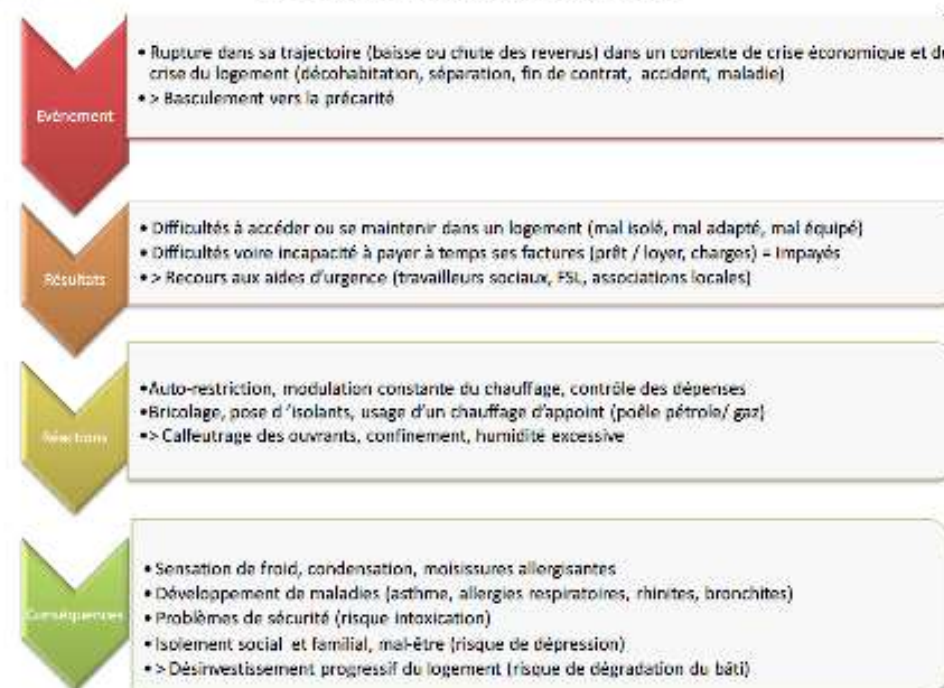 Evénement
• Rupture dans sa trajectoire (baisse ou chute des revenus) dans un contexte de crise économique et de
crise du logement (décohabitation, séparation, fin de contrat, accident, maladie)
• > Basculement vers la précarité
Résultats
• Difficultés à accéder ou se maintenir dans un logement (mal isolé, mal adapté, mal équipé)
• Difficultés voire incapacité à payer à temps ses factures (prêt / loyer, charges) = Impayés
• > Recours aux aides d'urgence (travailleurs sociaux, FSL, associations locales)
Réactions
•Auto-restriction, modulation constante du chauffage, contrôle des dépenses
•Bricolage, pose d 'isolants, usage d'un chauffage d'appoint (poêle pétrole/ gaz)
•> Calfeutrage des ouvrants, confinement, humidité excessive
Conséquences
• Sensation de froid, condensation, moisissures allergisantes
• Développement de maladies (asthme, allergies respiratoires, rhinites, bronchites)
• Problèmes de sécurité (risque intoxication)
• Isolement social et familial, mal-être (risque de dépression)
• > Désinvestissement progressif du logement (risque de dégradation du bâti)